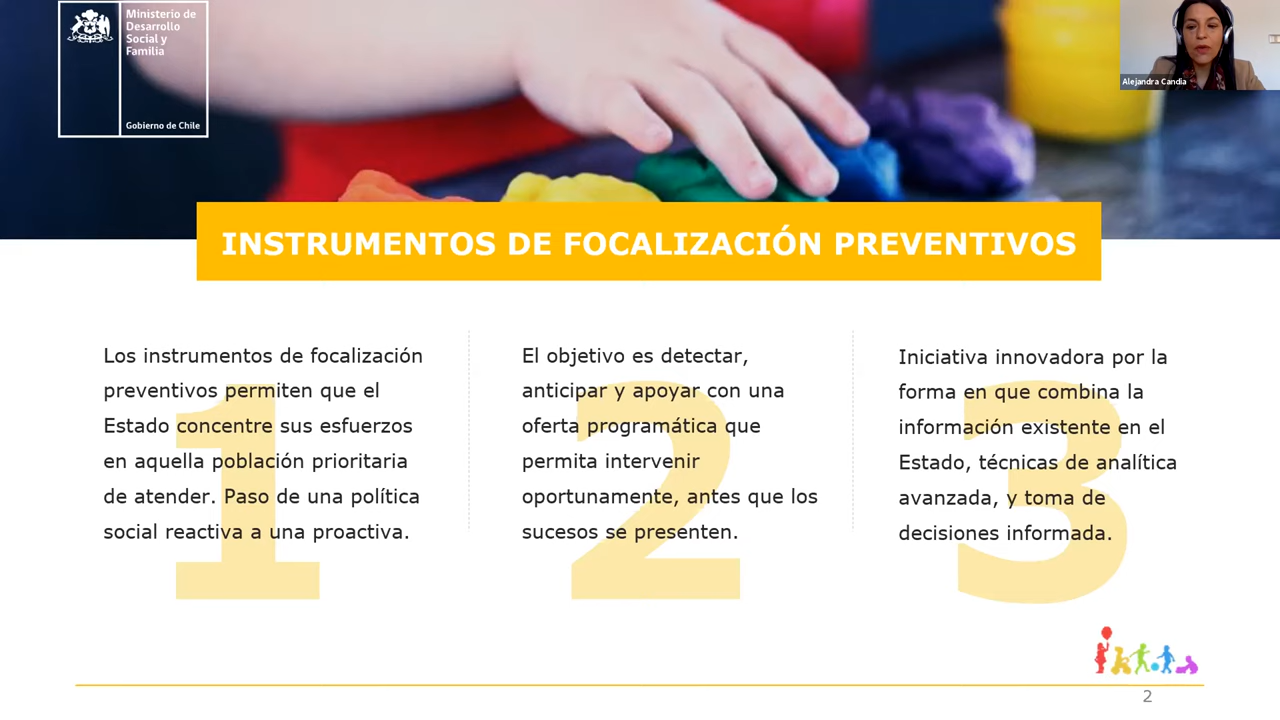 Ministerio de
Desarrollo
Social y
Familia
Gobierno de Chile
Alejandra Candia
INSTRUMENTOS DE FOCALIZACIÓN PREVENTIVOS
1
Los instrumentos de focalización
preventivos permiten que el
Estado concentre sus esfuerzos
en aquella población prioritaria
de atender. Paso de una política
social reactiva a una proactiva.
2
El objetivo es detectar,
anticipar y apoyar con una
oferta programática que
permita intervenir
oportunamente, antes que los
sucesos se presenten.
3
Iniciativa innovadora por la
forma en que combina la
información existente en el
Estado, técnicas de analítica
avanzada, y toma de
decisiones informada.
2